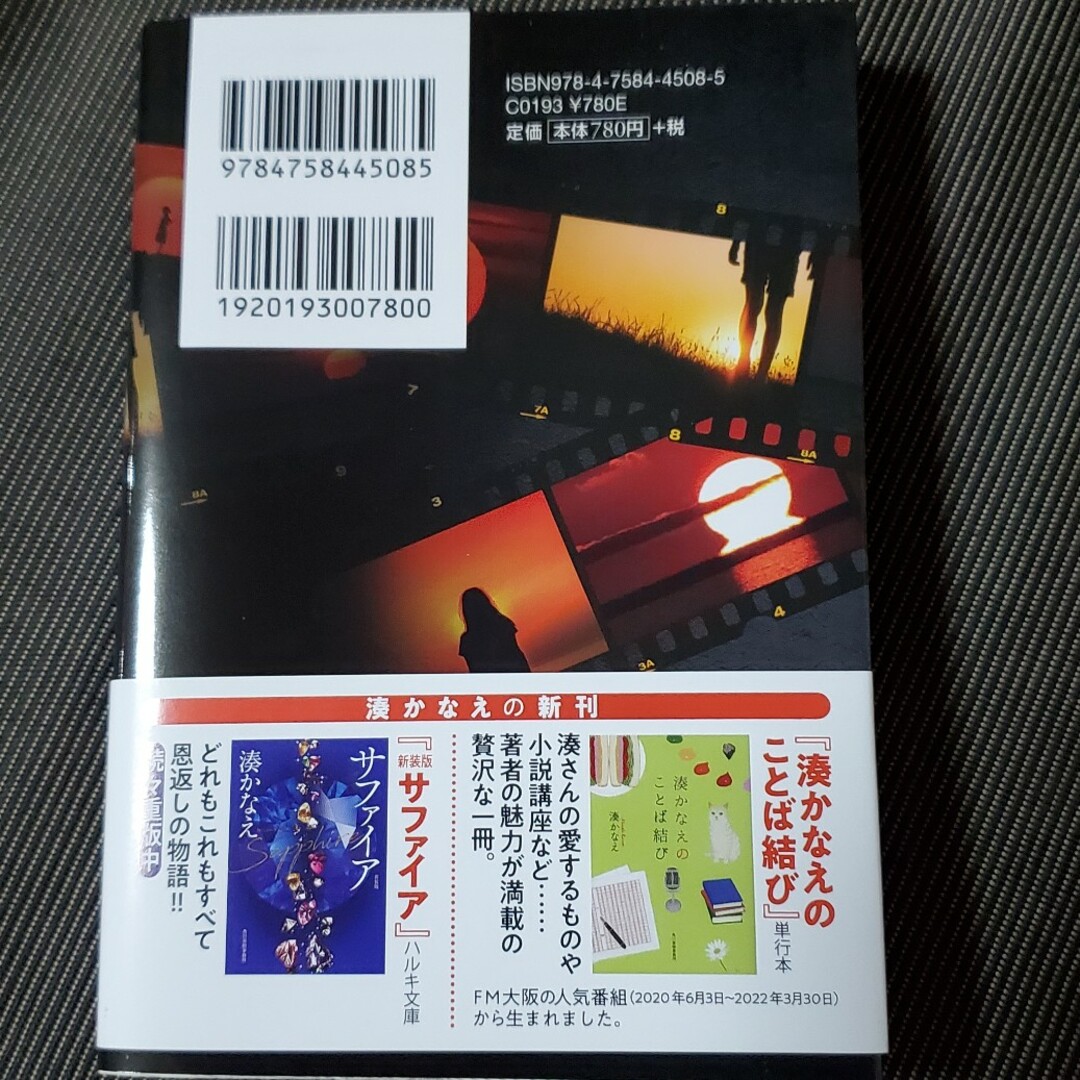 9784758445085
1920193007800
ISBN978-4-7584-4508-5
C0193 ¥780E
定価 本体780円 +税
8
7
7A
8
8A
9
8A
3
4
3A
湊かなえの新刊
『湊かなえの
ことば結び』単行本
湊かなえの
ことば結び
湊かなえ
湊さんの愛するものや
小説講座など……
著者の魅力が満載の
贅沢な一冊。
FM大阪の人気番組(2020年6月3日〜2022年3月30日)
から生まれました。
『新装版 サファイア』ハルキ文庫
サファイア
湊かなえ
Sapphire
どれもこれもすべて
恩返しの物語!!
続々重版中